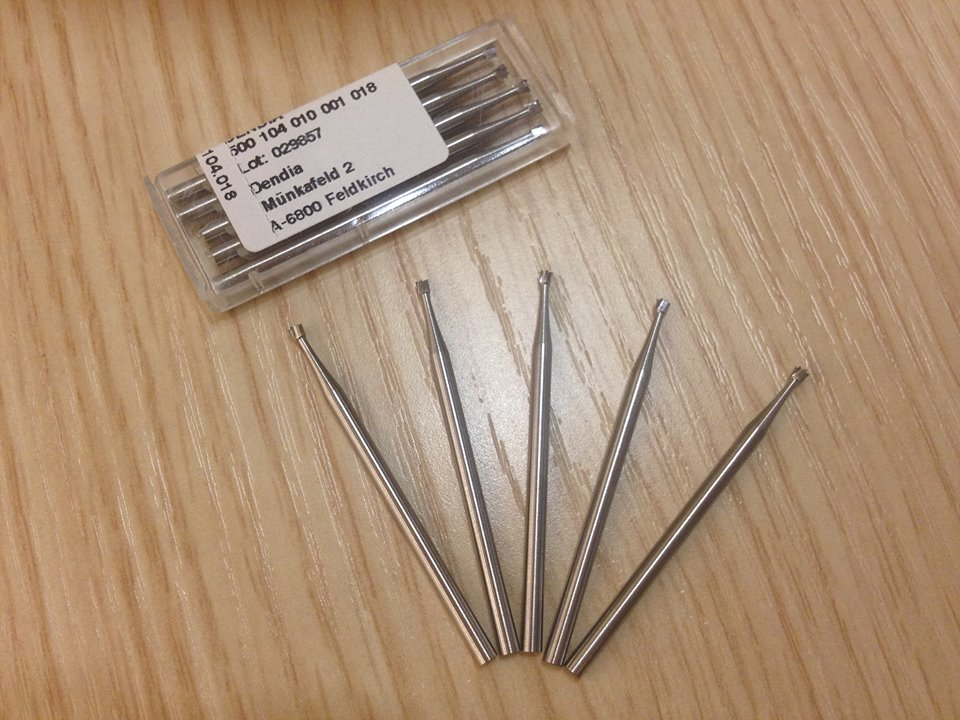 500 104 010 001 018
Lot: 029857
Dendia
Münkafeld 2
A-6800 Feldkirch
104.018